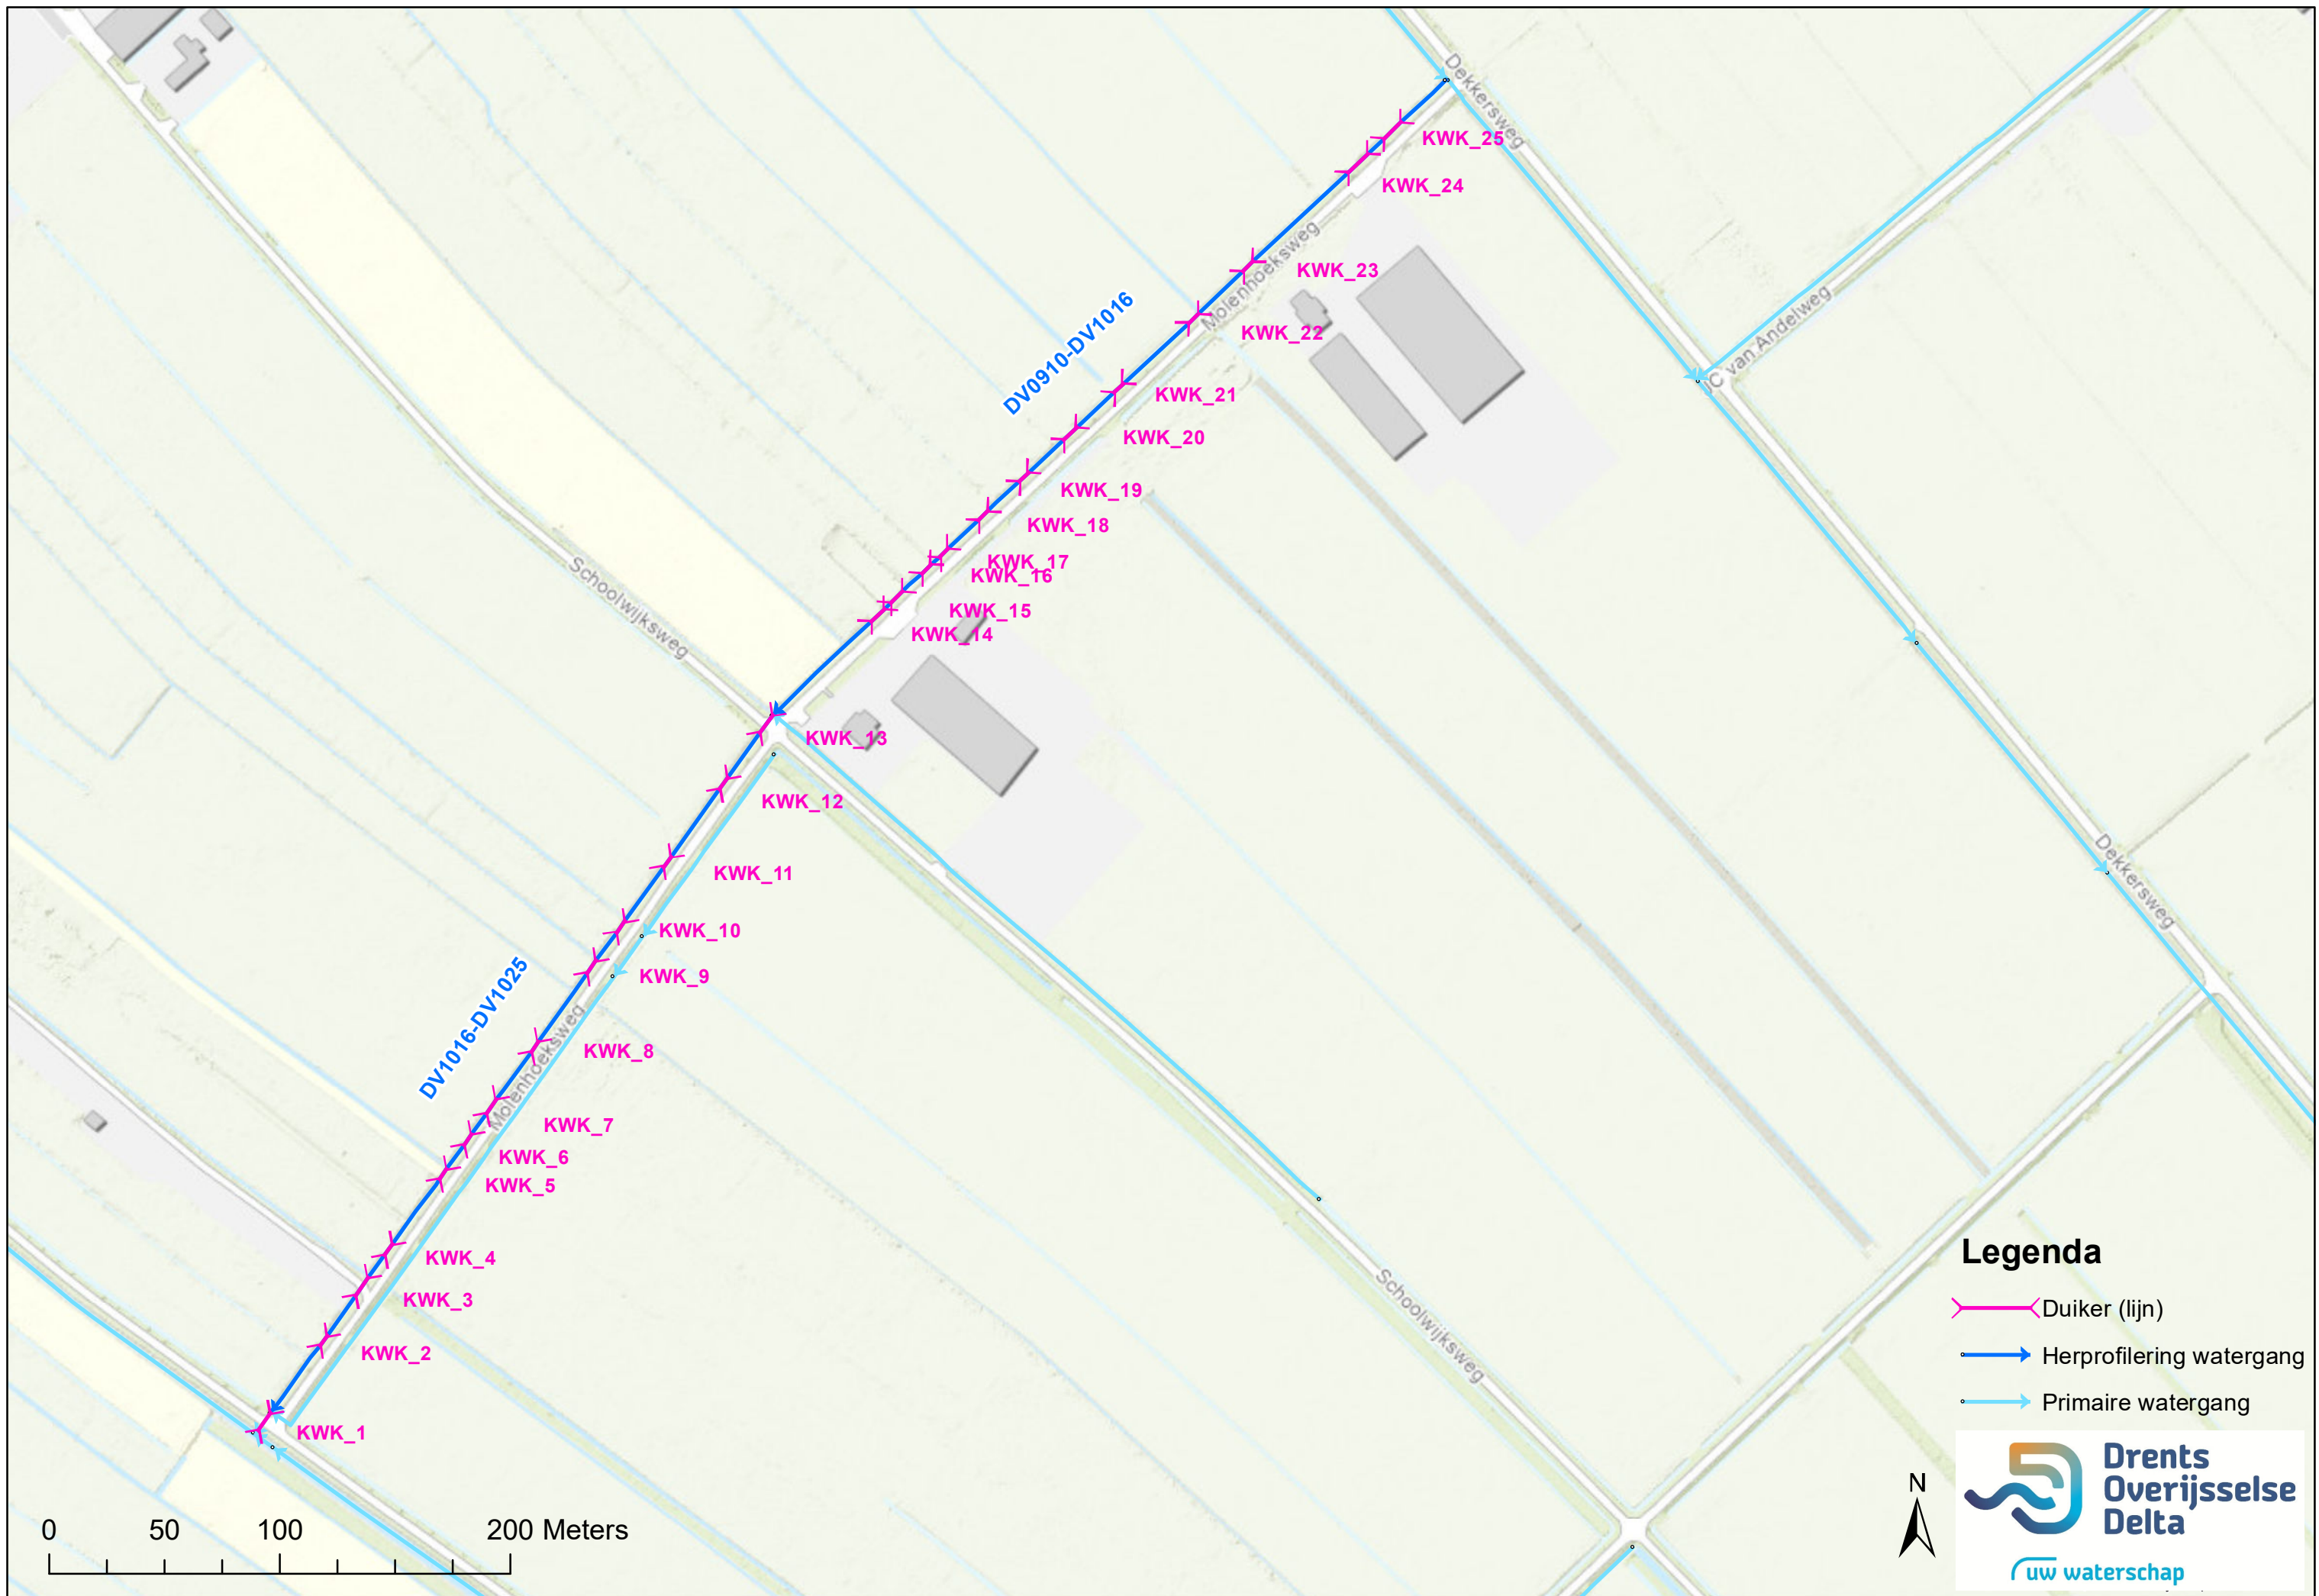 Dekkersweg
KWK_25
KWK_24
Molenhoeksweg
KWK_23
KWK_22
C van Andelweg
DV0910-DV1016
KWK_21
KWK_20
KWK_19
KWK_18
KWK_17
KWK_16
KWK_15
KWK_14
Schoolwijksweg
KWK_13
KWK_12
KWK_11
Dekkersweg
KWK_10
KWK_9
DV1016-DV1025
Molenhoeksweg
KWK_8
KWK_7
KWK_6
KWK_5
KWK_4
KWK_3
KWK_2
KWK_1
Schoolwijksweg
Legenda
Duiker (lijn)
Herprofilering watergang
Primaire watergang
0 50 100 200 Meters
N
Drents
Overijsselse
Delta
uw waterschap